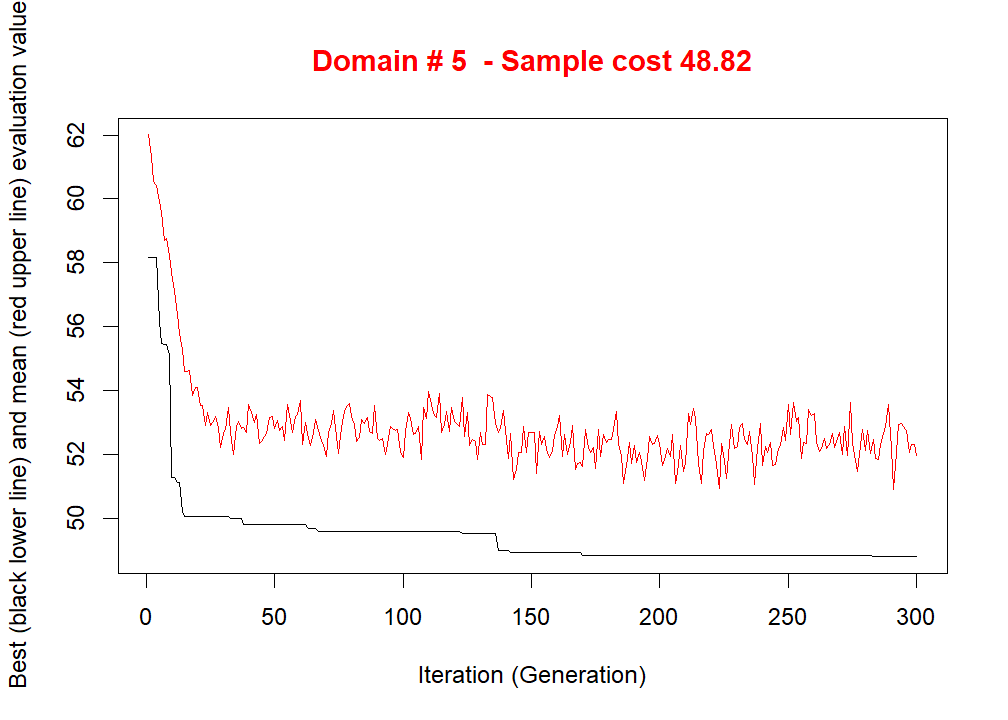 Domain # 5  - Sample cost 48.82
Best (black lower line) and mean (red upper line) evaluation value
62
60
58
56
54
52
50
0 50 100 150 200 250 300
Iteration (Generation)